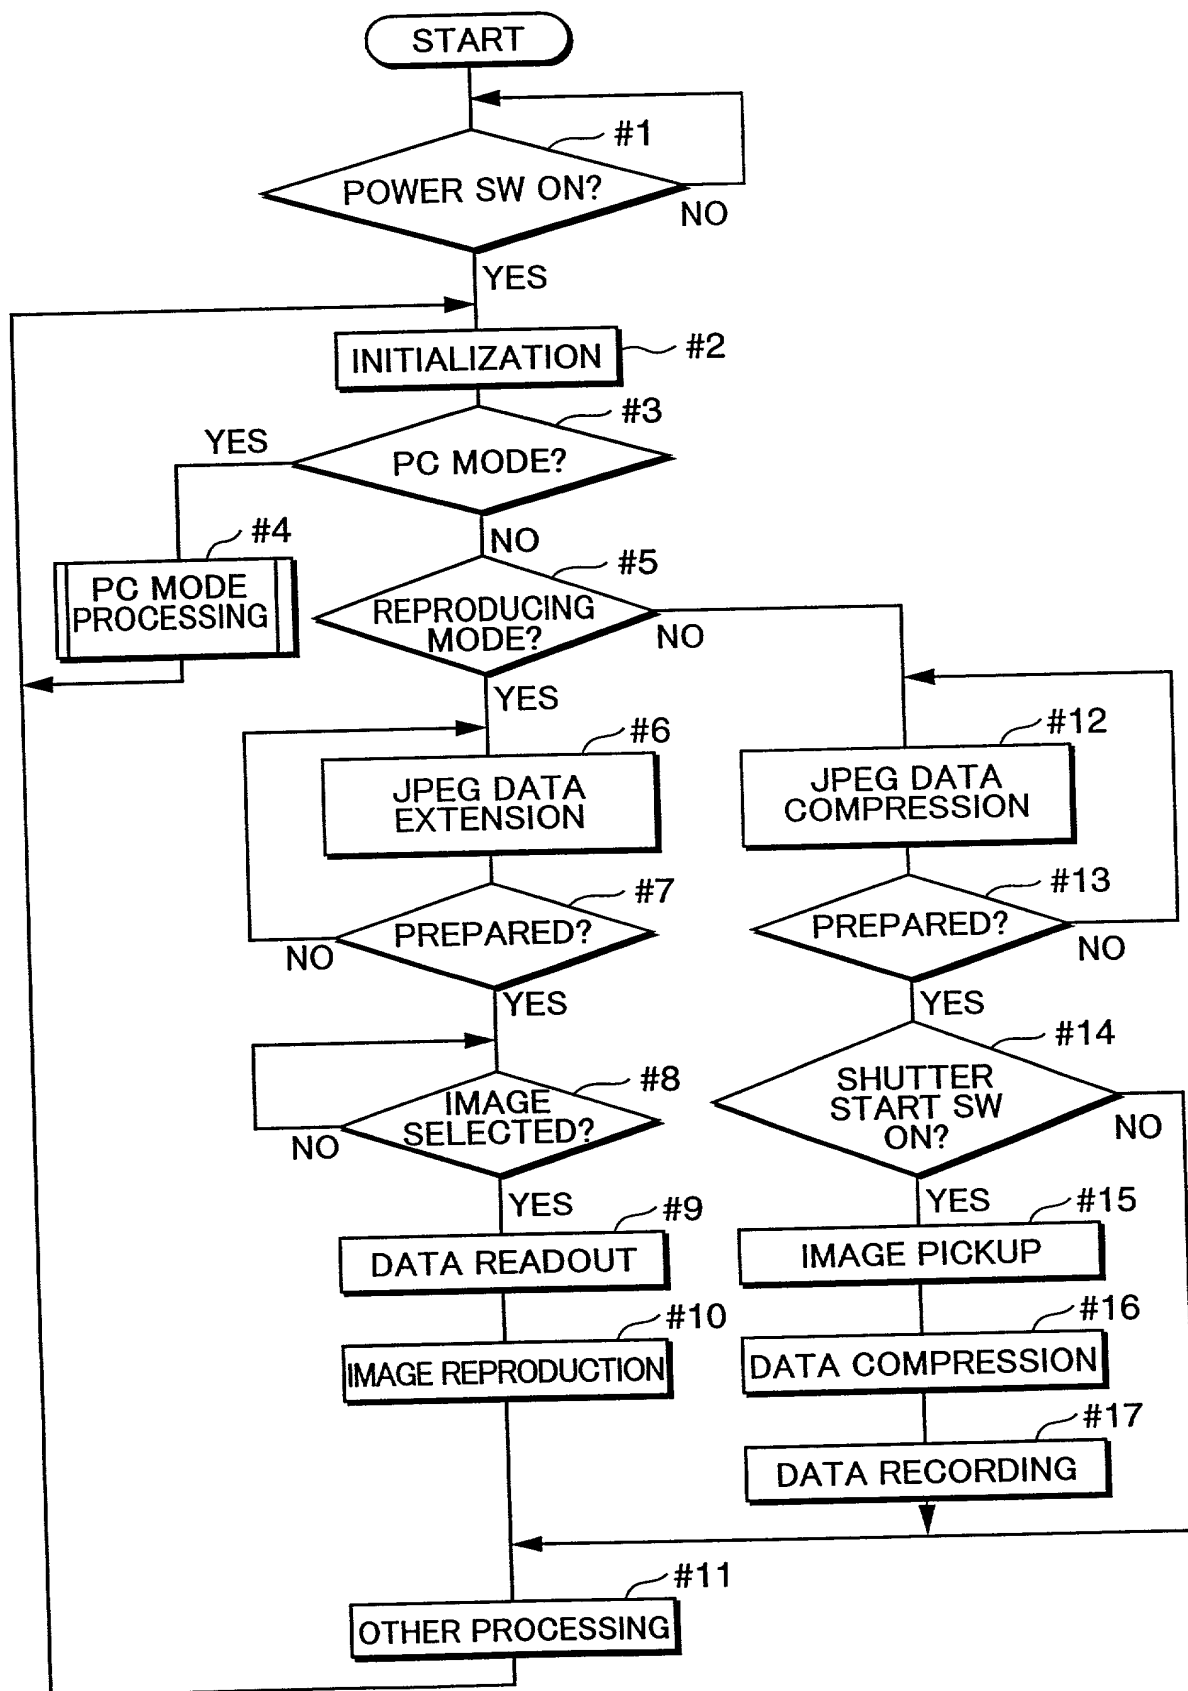 START
#1
POWER SW ON?
NO
YES
INITIALIZATION
#2
#3
YES
PC MODE?
NO
#4
PC MODE
PROCESSING
#5
REPRODUCING
MODE?
NO
YES
#6
JPEG DATA
EXTENSION
#12
JPEG DATA
COMPRESSION
#7
PREPARED?
NO
YES
#13
PREPARED?
NO
YES
#8
IMAGE
SELECTED?
NO
YES
#14
SHUTTER
START SW
ON?
NO
YES
#9
DATA READOUT
#15
IMAGE PICKUP
#10
IMAGE REPRODUCTION
#16
DATA COMPRESSION
#17
DATA RECORDING
#11
OTHER PROCESSING